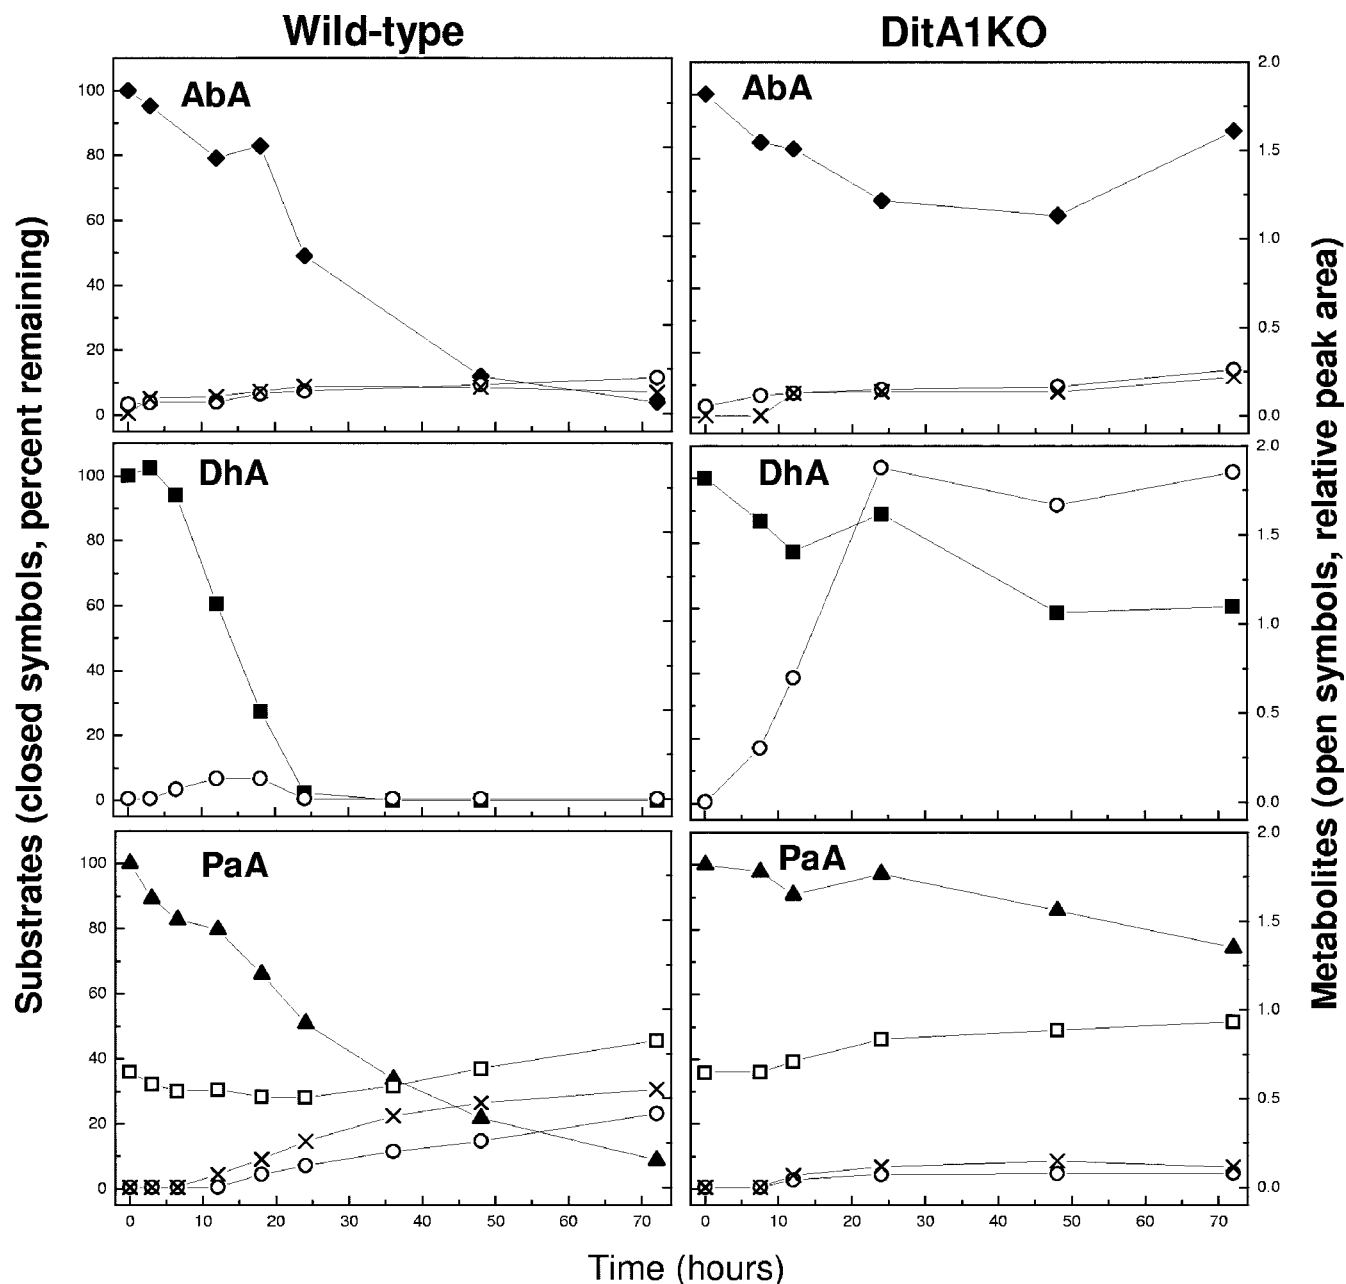 Wild-type
DitA1KO
Substrates (closed symbols, percent remaining)
Metabolites (open symbols, relative peak area)
AbA
100
80
60
40
20
0
AbA
2.0
1.5
1.0
0.5
0.0
DhA
100
80
60
40
20
0
DhA
2.0
1.5
1.0
0.5
0.0
PaA
100
80
60
40
20
0
PaA
2.0
1.5
1.0
0.5
0.0
0 10 20 30 40 50 60 70
0 10 20 30 40 50 60 70
Time (hours)